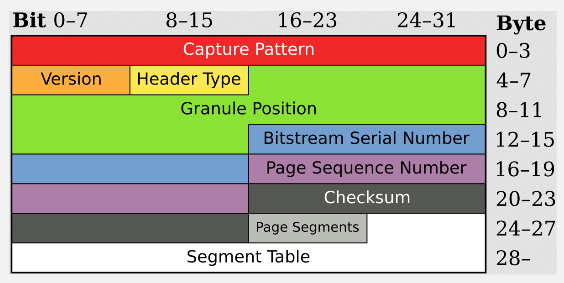 Bit 0–7 8–15 16–23 24–31 Byte
Capture Pattern 0–3
Version Header Type 4–7
Granule Position 8–11
Bitstream Serial Number 12–15
Page Sequence Number 16–19
Checksum 20–23
Page Segments 24–27
Segment Table 28–